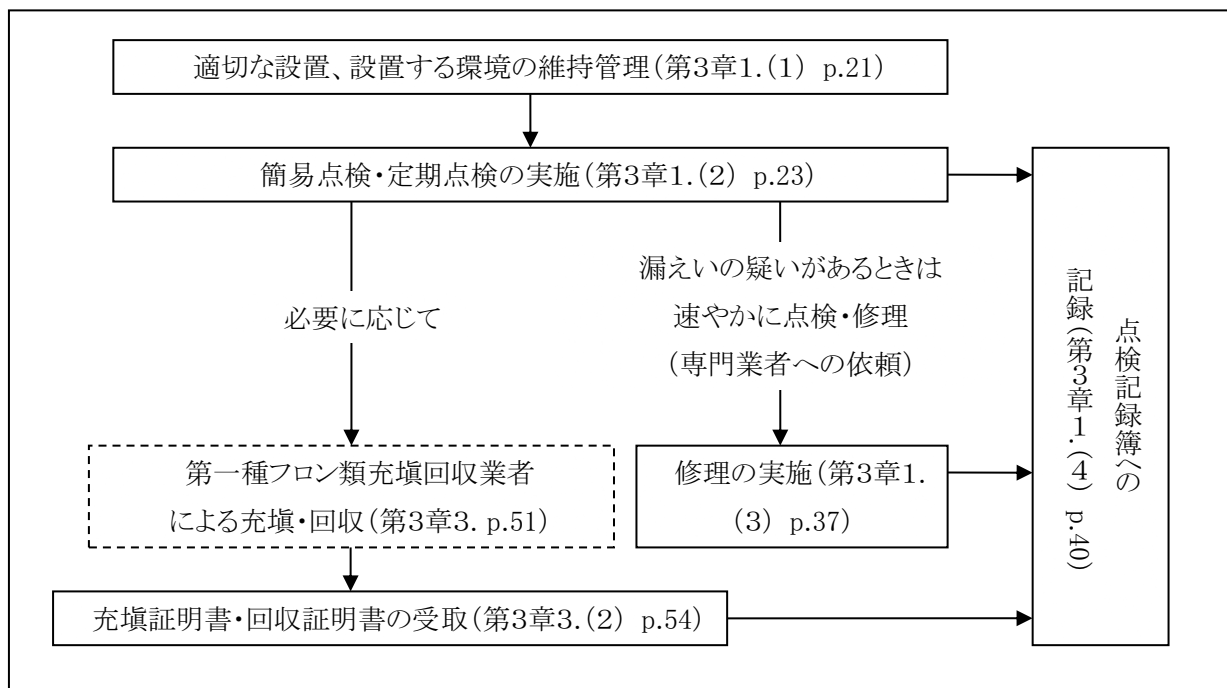 適切な設置、設置する環境の維持管理(第３章１.(１) p.21)
簡易点検・定期点検の実施(第３章１.(２) p.23)
必要に応じて
漏えいの疑いがあるときは
速やかに点検・修理
(専門業者への依頼)
第一種フロン類充塡回収業者
による充塡・回収(第３章３. p.51)
修理の実施(第３章１.
(３) p.37)
充塡証明書・回収証明書の受取(第３章３.(２) p.54)
点検記録簿への
記録(第３章１.(４) p.40)